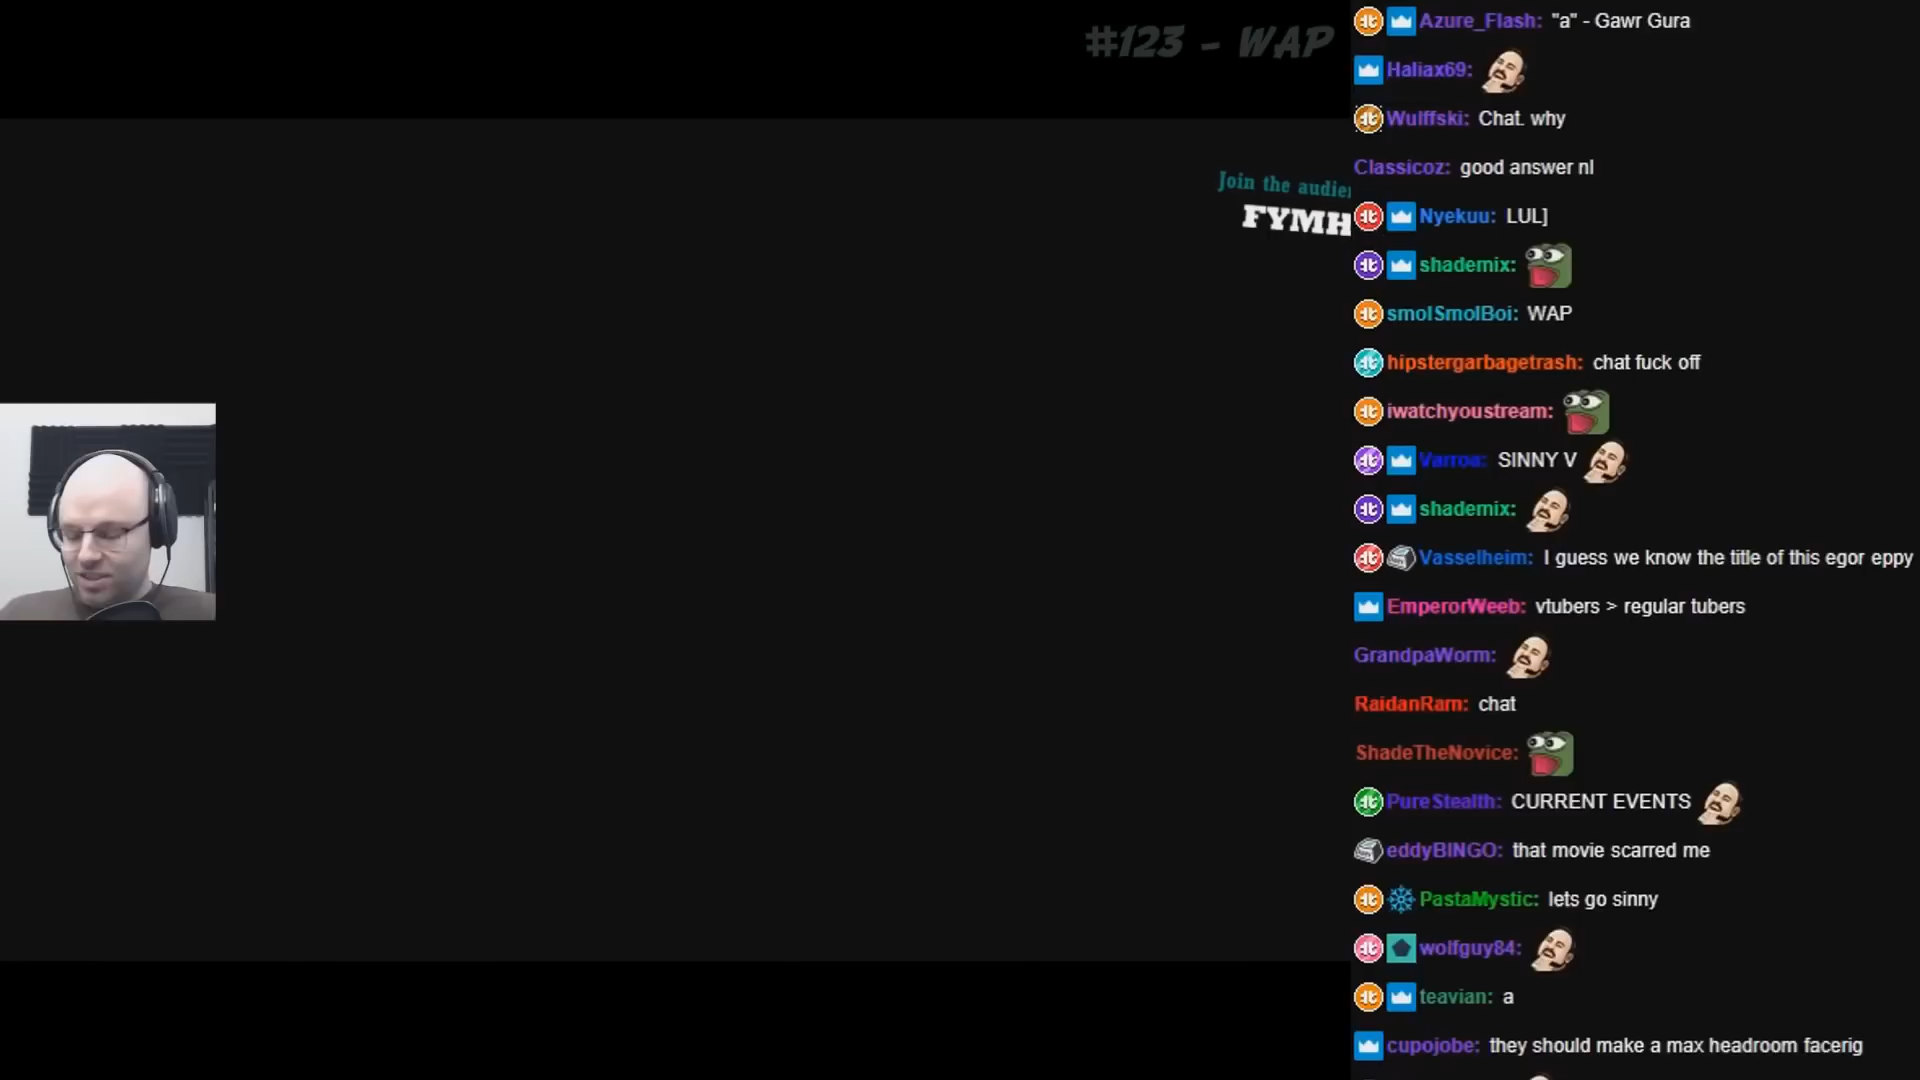 #123 - WAP
Join the audie
FYMH
Azure_Flash: "a" - Gawr Gura
Haliax69:
Wulffski: Chat. why
Classicoz: good answer nl
Nyekuu: LUL]
shademix:
smolSmolBoi: WAP
hipstergarbagetrash: chat fuck off
iwatchyoustream:
Varroa: SINNY V
shademix:
Vasselheim: I guess we know the title of this egor eppy
EmperorWeeb: vtubers > regular tubers
GrandpaWorm:
RaidanRam: chat
ShadeTheNovice:
PureStealth: CURRENT EVENTS
eddyBINGO: that movie scarred me
PastaMystic: lets go sinny
wolfguy84:
teavian: a
cupojobe: they should make a max headroom facerig